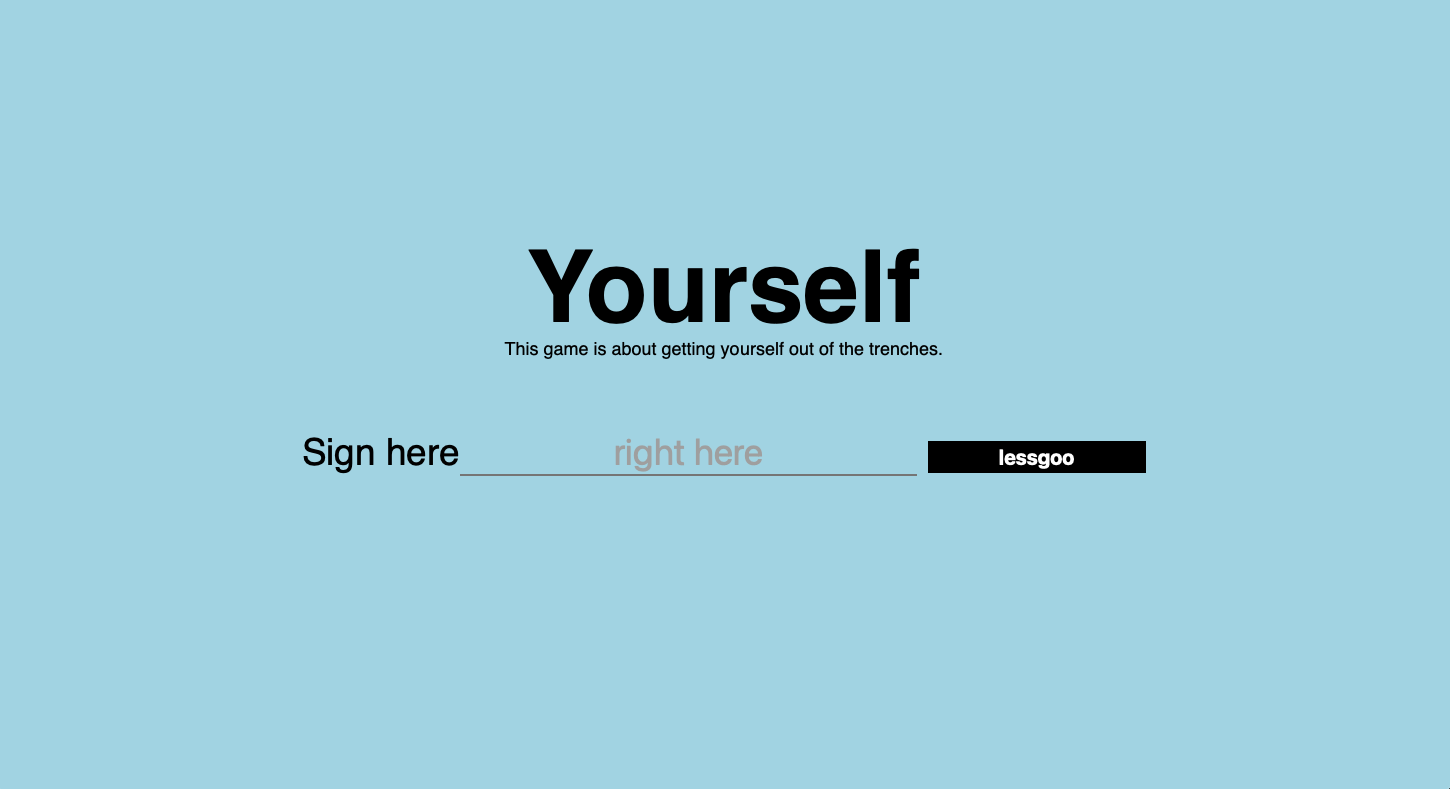 Yourself
This game is about getting yourself out of the trenches.
Sign here right here lessgoo